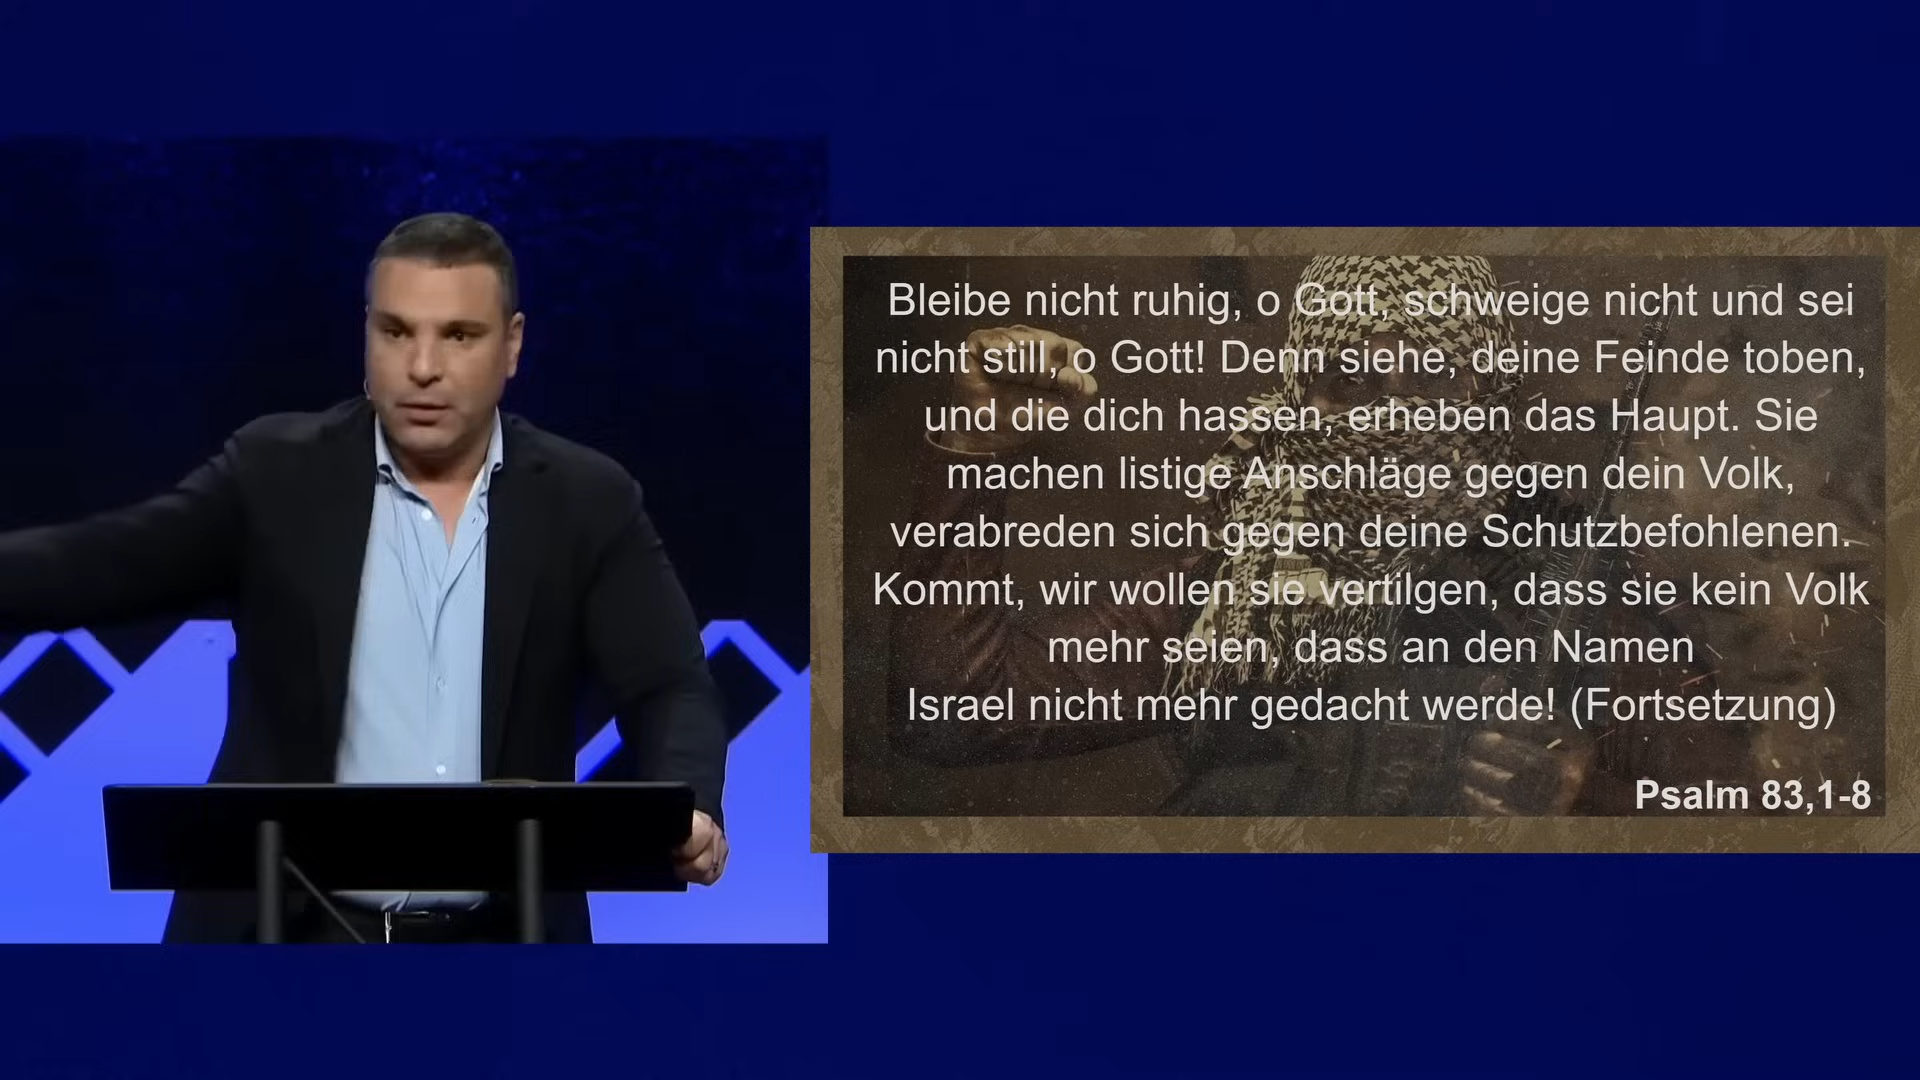 Bleibe nicht ruhig, o Gott, schweige nicht und sei
nicht still, o Gott! Denn siehe, deine Feinde toben,
und die dich hassen, erheben das Haupt. Sie
machen listige Anschläge gegen dein Volk,
verabreden sich gegen deine Schutzbefohlenen.
Kommt, wir wollen sie vertilgen, dass sie kein Volk
mehr seien, dass an den Namen
Israel nicht mehr gedacht werde! (Fortsetzung)
Psalm 83,1-8